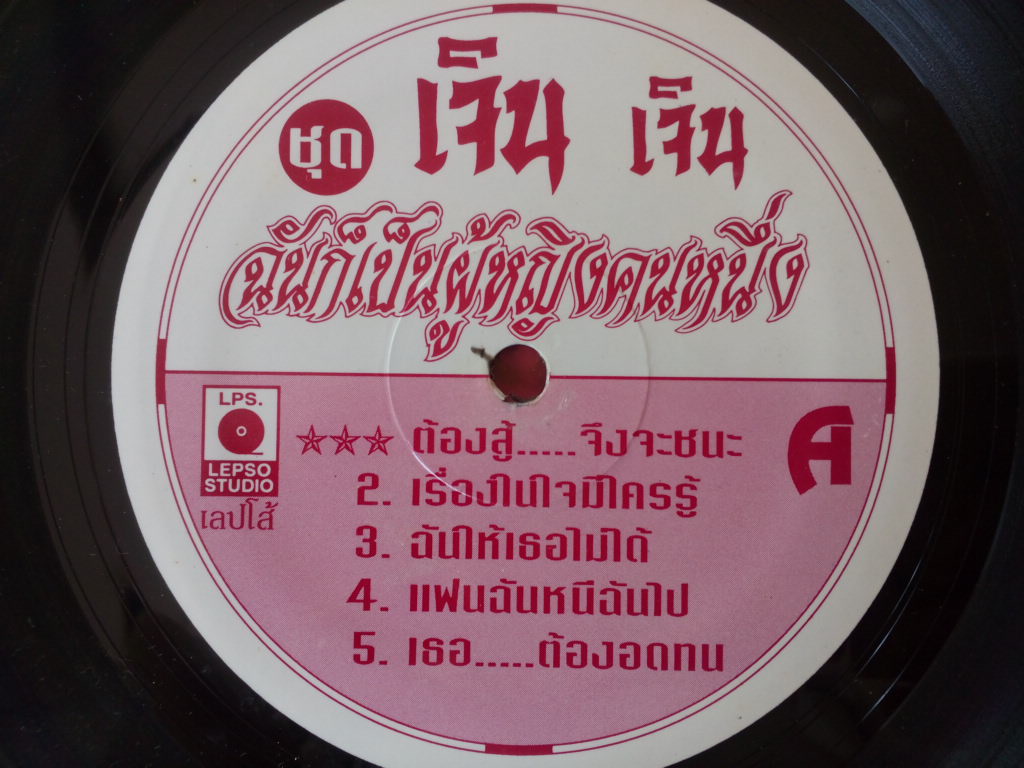 ชุด เจิน เจิน
ฉันก็เป็นผู้หญิงคนหนึ่ง
LPS.
LEPSO
STUDIO
เลปโส้
A
☆☆☆ ต้องสู้.....จึงจะชนะ
2. เรื่องในใจมีใครรู้
3. ฉันให้เธอไม่ได้
4. แฟนฉันหนีฉันไป
5. เธอ.....ต้องอดทน